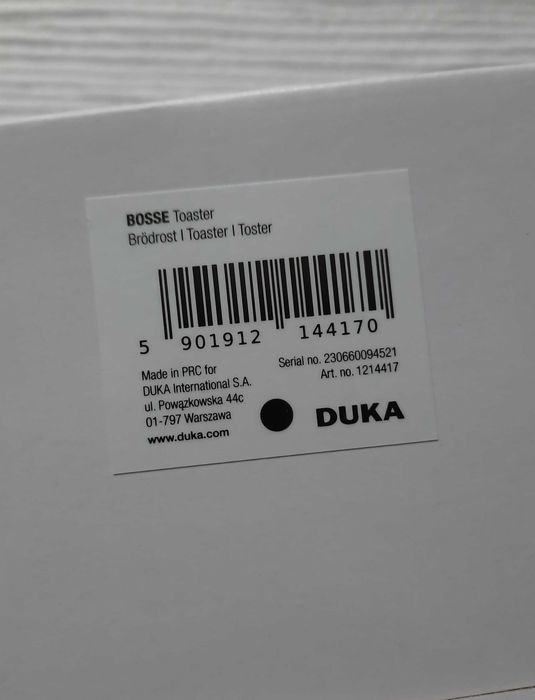 BOSSE Toaster
Brödrost | Toaster | Toster
5 901912 144170
Made in PRC for
DUKA International S.A.
ul. Powązkowska 44c
01-797 Warszawa
www.duka.com
Serial no. 230660094521
Art. no. 1214417
DUKA